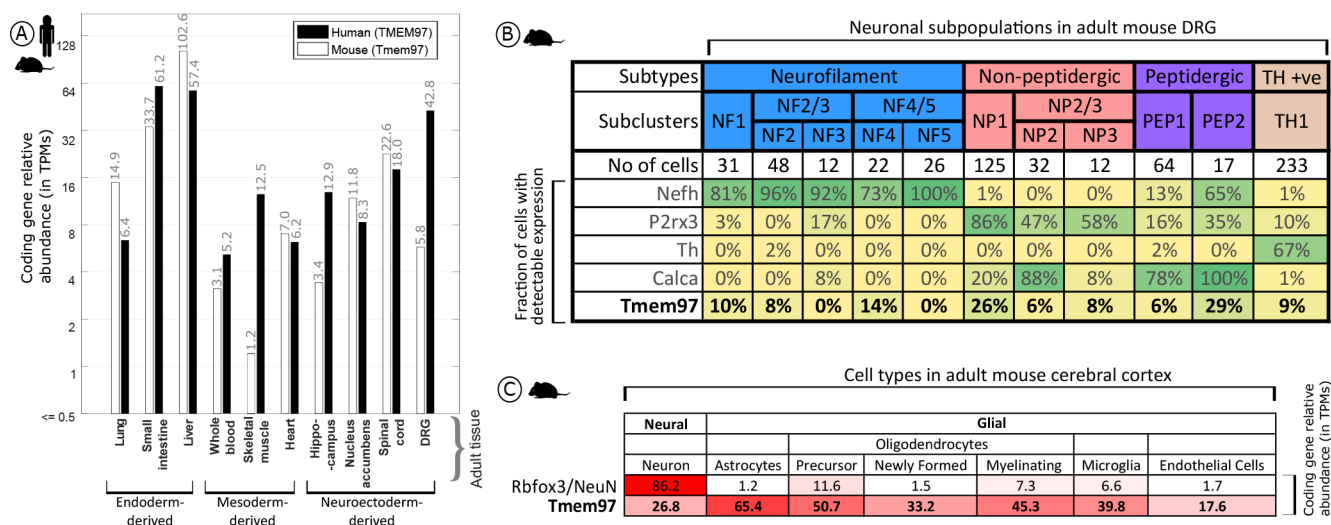 A
Human (TMEM97)
Mouse (Tmem97)
Coding gene relative
abundance (in TPMs)
128
64
32
16
8
4
2
1
<= 0.5
14.9
6.4
33.7
61.2
102.6
57.4
3.1
5.2
1.2
12.5
7.0
6.2
3.4
12.9
11.8
8.3
22.6
18.0
5.8
42.8
Lung
Small
intestine
Liver
Whole
blood
Skeletal
muscle
Heart
Hippo-
-campus
Nucleus
accumbens
Spinal
cord
DRG
Adult tissue
Endoderm-
derived
Mesoderm-
derived
Neuroectoderm-
derived
B
Neuronal subpopulations in adult mouse DRG
Subtypes Neurofilament Non-peptidergic Peptidergic TH +ve
Subclusters NF1 NF2/3 NF4/5 NP1 NP2/3 PEP1 PEP2 TH1
NF2 NF3 NF4 NF5 NP2 NP3
No of cells 31 48 12 22 26 125 32 12 64 17 233
Fraction of cells with
detectable expression
Nefh 81% 96% 92% 73% 100% 1% 0% 0% 13% 65% 1%
P2rx3 3% 0% 17% 0% 0% 86% 47% 58% 16% 35% 10%
Th 0% 2% 0% 0% 0% 0% 0% 0% 2% 0% 67%
Calca 0% 0% 8% 0% 0% 20% 88% 8% 78% 100% 1%
Tmem97 10% 8% 0% 14% 0% 26% 6% 8% 6% 29% 9%
C
Cell types in adult mouse cerebral cortex
Neural Glial
Oligodendrocytes
Neuron Astrocytes Precursor Newly Formed Myelinating Microglia Endothelial Cells
Rbfox3/NeuN 86.2 1.2 11.6 1.5 7.3 6.6 1.7
Tmem97 26.8 65.4 50.7 33.2 45.3 39.8 17.6
Coding gene relative
abundance (in TPMs)